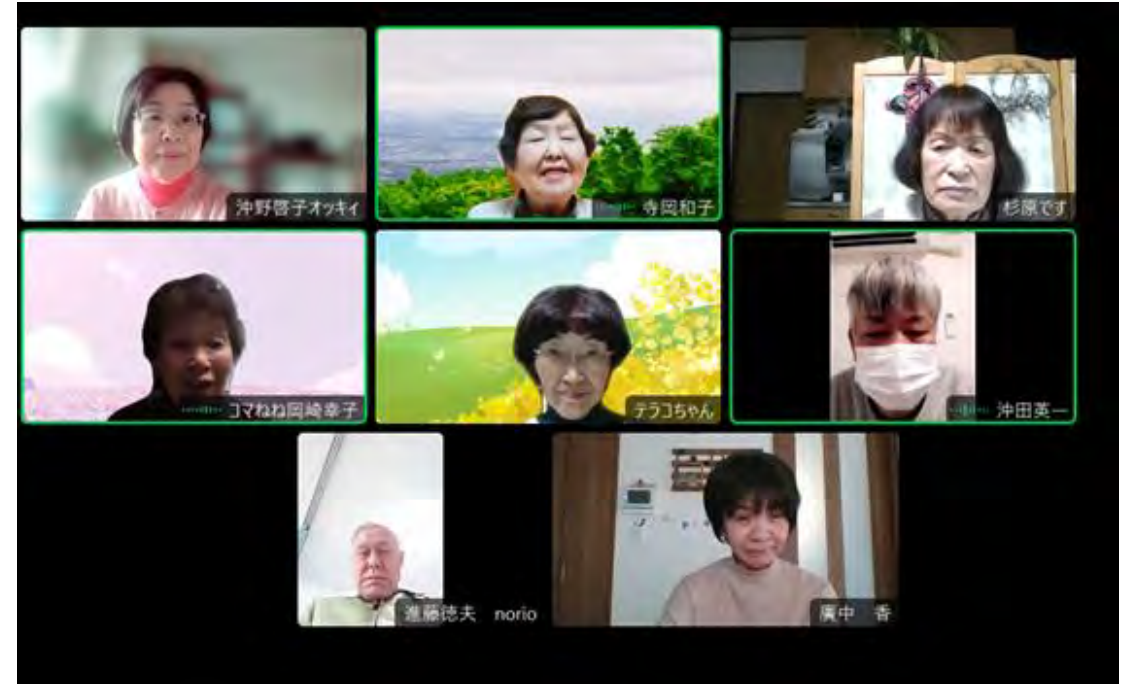 沖野啓子オッキィ
寺岡和子
杉原です
コマねね岡崎幸子
テラコちゃん
沖田英一
進藤徳夫 norio
廣中 香